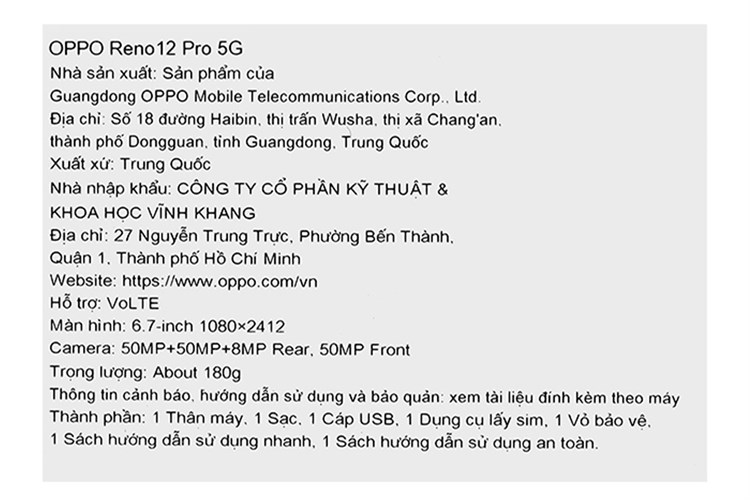 OPPO Reno12 Pro 5G
Nhà sản xuất: Sản phẩm của
Guangdong OPPO Mobile Telecommunications Corp., Ltd.
Địa chỉ: Số 18 đường Haibin, thị trấn Wusha, thị xã Chang'an,
thành phố Dongguan, tỉnh Guangdong, Trung Quốc
Xuất xứ: Trung Quốc
Nhà nhập khẩu: CÔNG TY CỔ PHẦN KỸ THUẬT &
KHOA HỌC VĨNH KHANG
Địa chỉ: 27 Nguyễn Trung Trực, Phường Bến Thành,
Quận 1, Thành phố Hồ Chí Minh
Website: https://www.oppo.com/vn
Hỗ trợ: VoLTE
Màn hình: 6.7-inch 1080×2412
Camera: 50MP+50MP+8MP Rear, 50MP Front
Trọng lượng: About 180g
Thông tin cảnh báo, hướng dẫn sử dụng và bảo quản: xem tài liệu đính kèm theo máy
Thành phần: 1 Thân máy, 1 Sạc, 1 Cáp USB, 1 Dụng cụ lấy sim, 1 Vỏ bảo vệ,
1 Sách hướng dẫn sử dụng nhanh, 1 Sách hướng dẫn sử dụng an toàn.